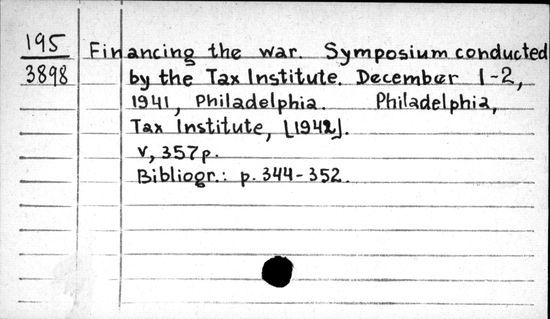 195 Financing the war. Symposium conducted
3898 by the Tax Institute. December 1-2,
1941, Philadelphia. Philadelphia,
Tax Institute, [1942].
v, 357 p.
Bibliogr.: p. 344-352.